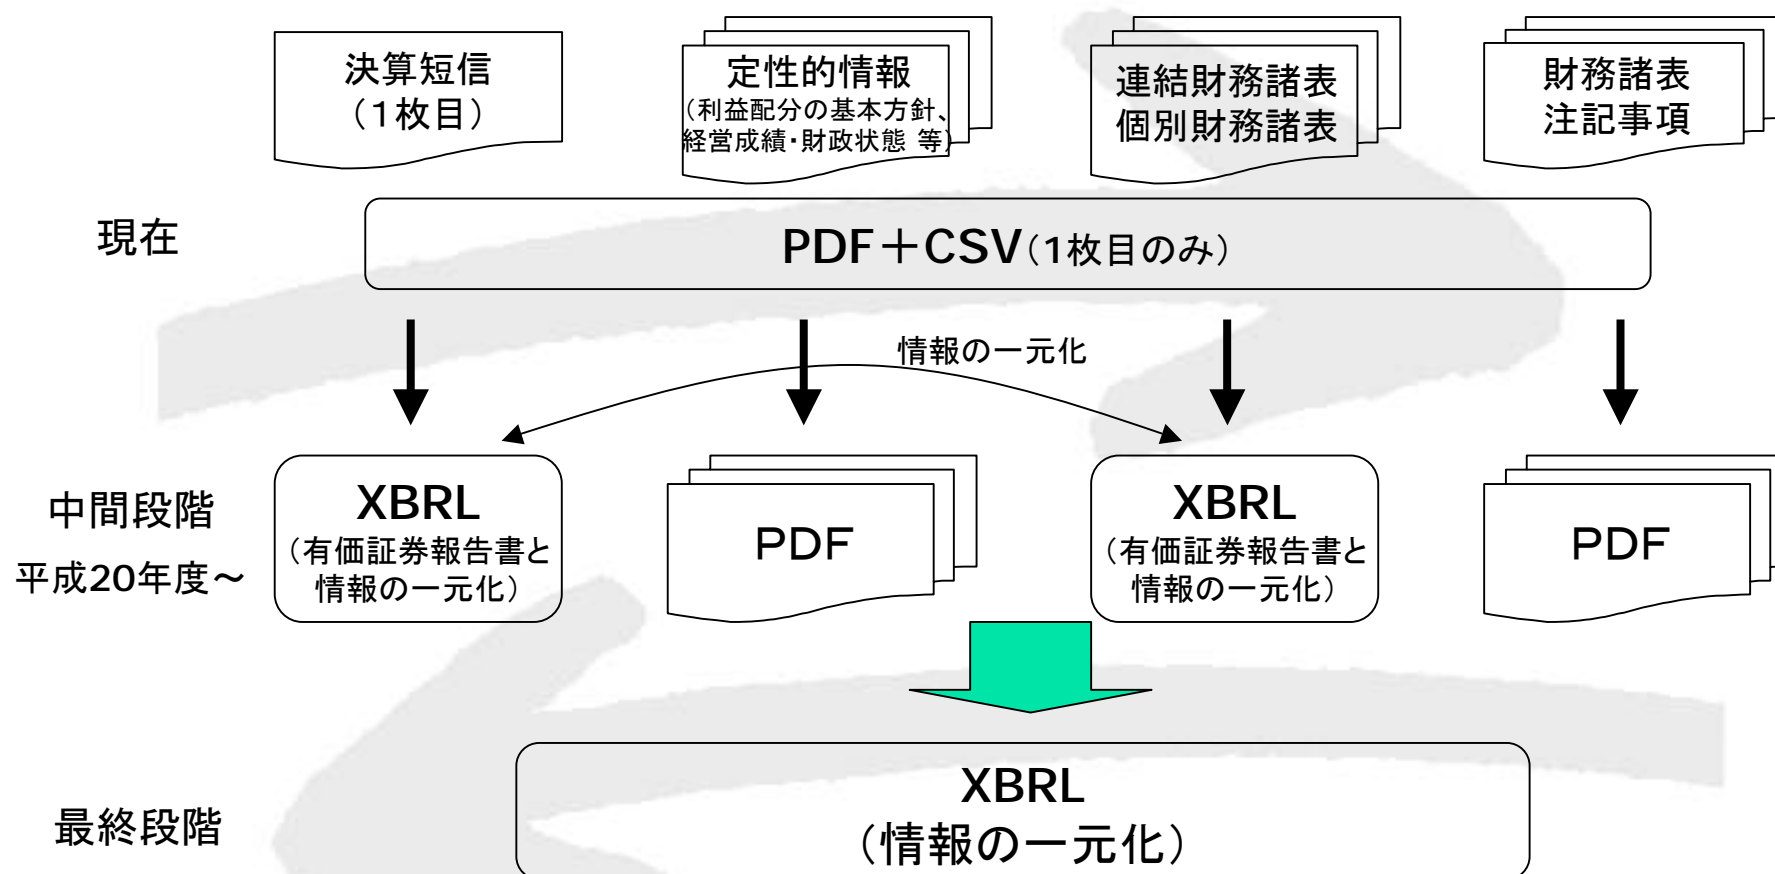 決算短信
（1枚目）
定性的情報
（利益配分の基本方針、
経営成績・財政状態 等）
連結財務諸表
個別財務諸表
財務諸表
注記事項
現在
PDF＋CSV（1枚目のみ）
情報の一元化
中間段階
平成20年度～
XBRL
（有価証券報告書と
情報の一元化）
PDF
XBRL
（有価証券報告書と
情報の一元化）
PDF
最終段階
XBRL
（情報の一元化）